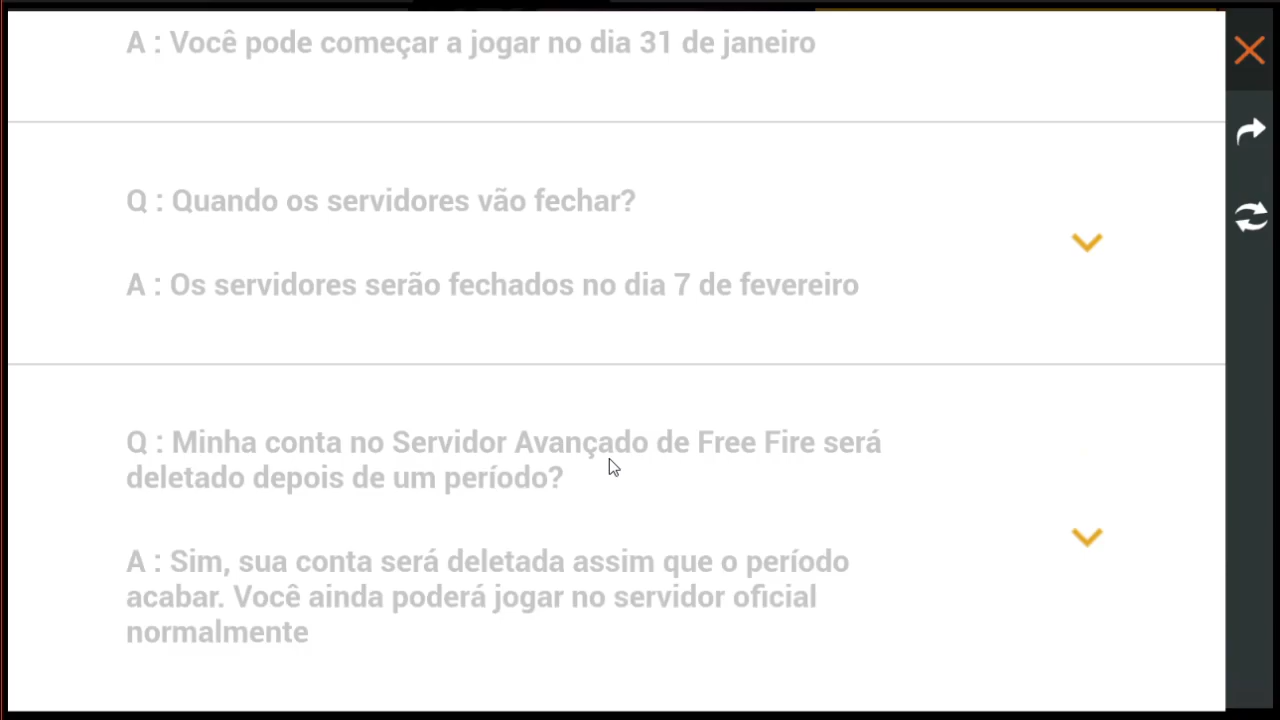 A : Você pode começar a jogar no dia 31 de janeiro
Q : Quando os servidores vão fechar?
A : Os servidores serão fechados no dia 7 de fevereiro
Q : Minha conta no Servidor Avançado de Free Fire será
deletado depois de um período?
A : Sim, sua conta será deletada assim que o período
acabar. Você ainda poderá jogar no servidor oficial
normalmente